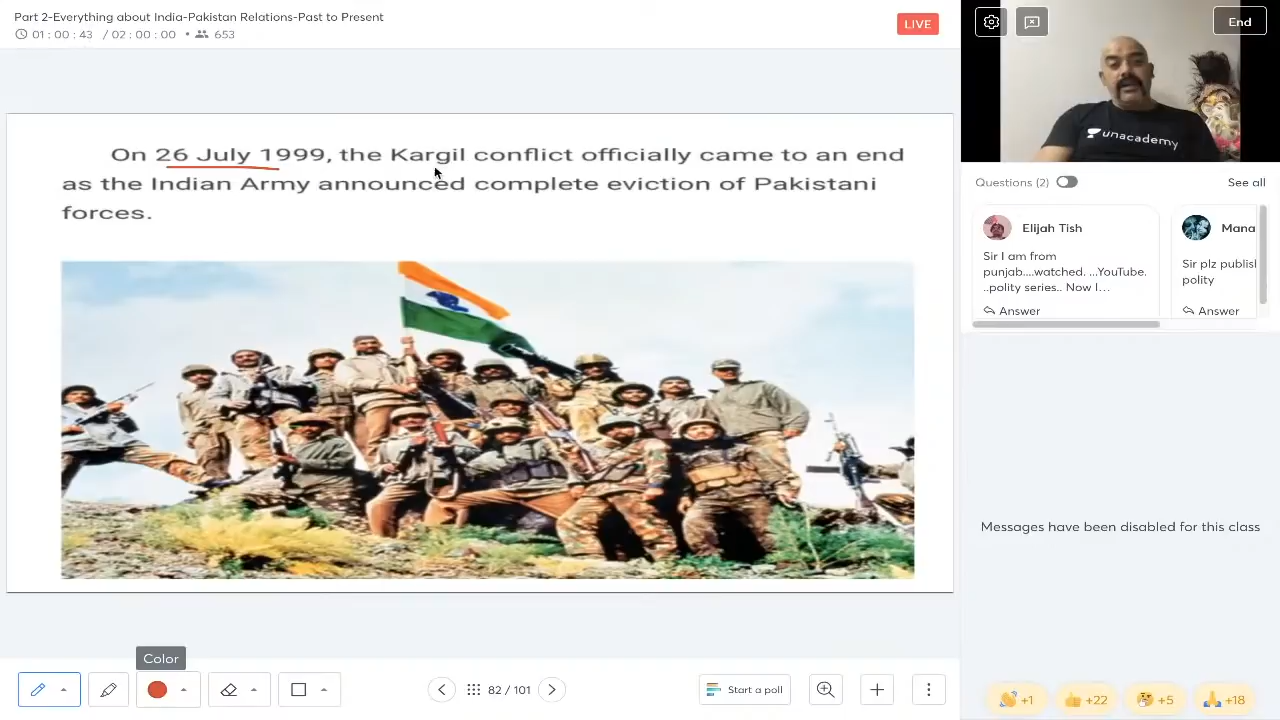 Part 2-Everything about India-Pakistan Relations-Past to Present
01 : 00 : 43 / 02 : 00 : 00 •
LIVE
End
unacademy
On 26 July 1999, the Kargil conflict officially came to an end
as the Indian Army announced complete eviction of Pakistani
forces.
Questions (2)
See all
Elijah Tish
Sir I am from
punjab....watched. ...YouTube.
..polity series.. Now I...
Answer
Mana
Sir plz publisl
polity
Answer
Messages have been disabled for this class
Color
82 / 101
Start a poll
+1
+22
+5
+18